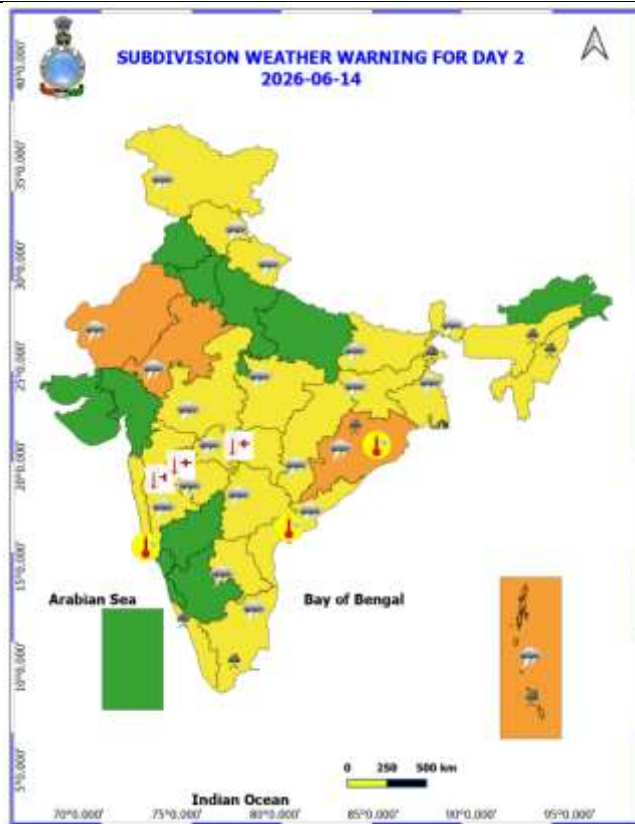 SUBDIVISION WEATHER WARNING FOR DAY 2
2026-06-14
40°0.000'
35°0.000'
30°0.000'
25°0.000'
20°0.000'
15°0.000'
10°0.000'
5°0.000'
Arabian Sea
Bay of Bengal
0 250 500 km
Indian Ocean
70°0.000' 75°0.000' 80°0.000' 85°0.000' 90°0.000' 95°0.000'